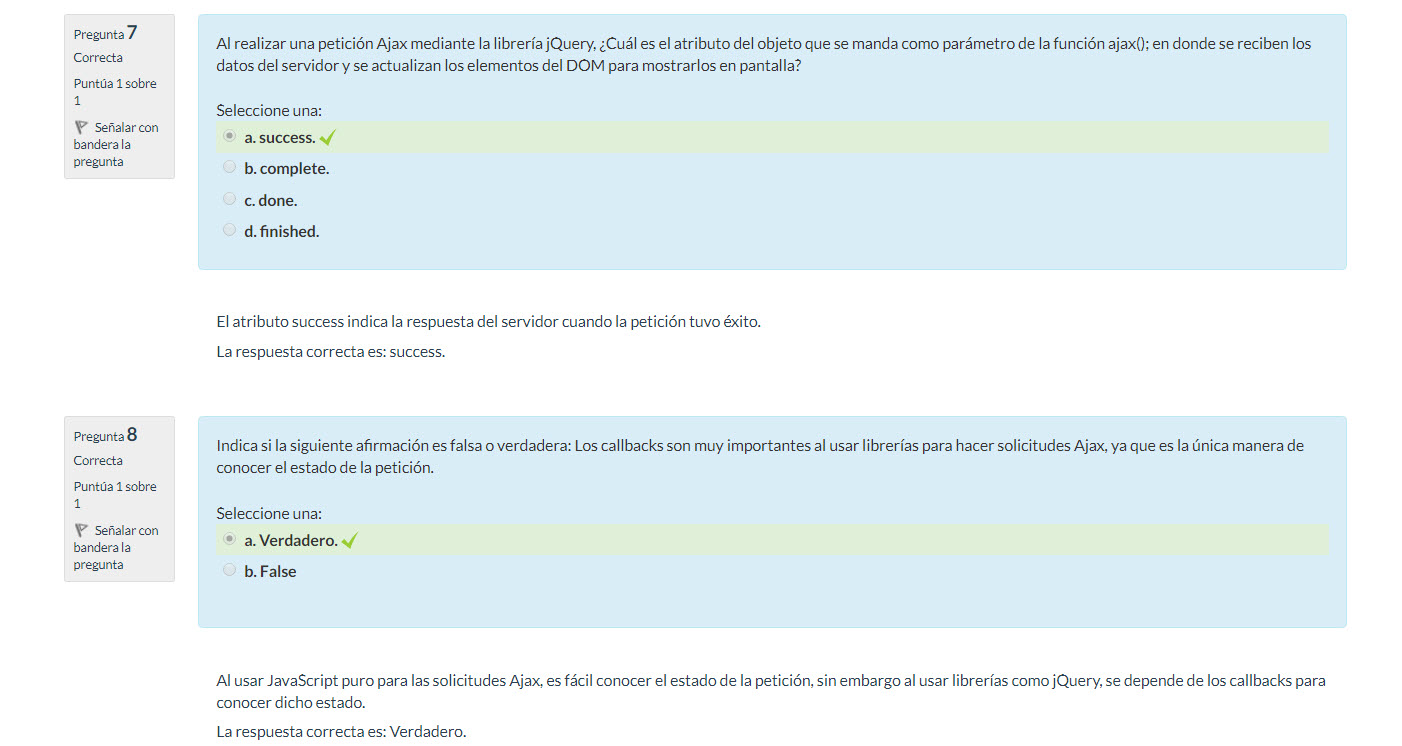 Pregunta 7
Correcta
Puntúa 1 sobre
1
Señalar con
bandera la
pregunta
Al realizar una petición Ajax mediante la librería jQuery, ¿Cuál es el atributo del objeto que se manda como parámetro de la función ajax(); en donde se reciben los
datos del servidor y se actualizan los elementos del DOM para mostrarlos en pantalla?
Seleccione una:
a. success.
b. complete.
c. done.
d. finished.
El atributo success indica la respuesta del servidor cuando la petición tuvo éxito.
La respuesta correcta es: success.
Pregunta 8
Correcta
Puntúa 1 sobre
1
Señalar con
bandera la
pregunta
Indica si la siguiente afirmación es falsa o verdadera: Los callbacks son muy importantes al usar librerías para hacer solicitudes Ajax, ya que es la única manera de
conocer el estado de la petición.
Seleccione una:
a. Verdadero.
b. False
Al usar JavaScript puro para las solicitudes Ajax, es fácil conocer el estado de la petición, sin embargo al usar librerías como jQuery, se depende de los callbacks para
conocer dicho estado.
La respuesta correcta es: Verdadero.